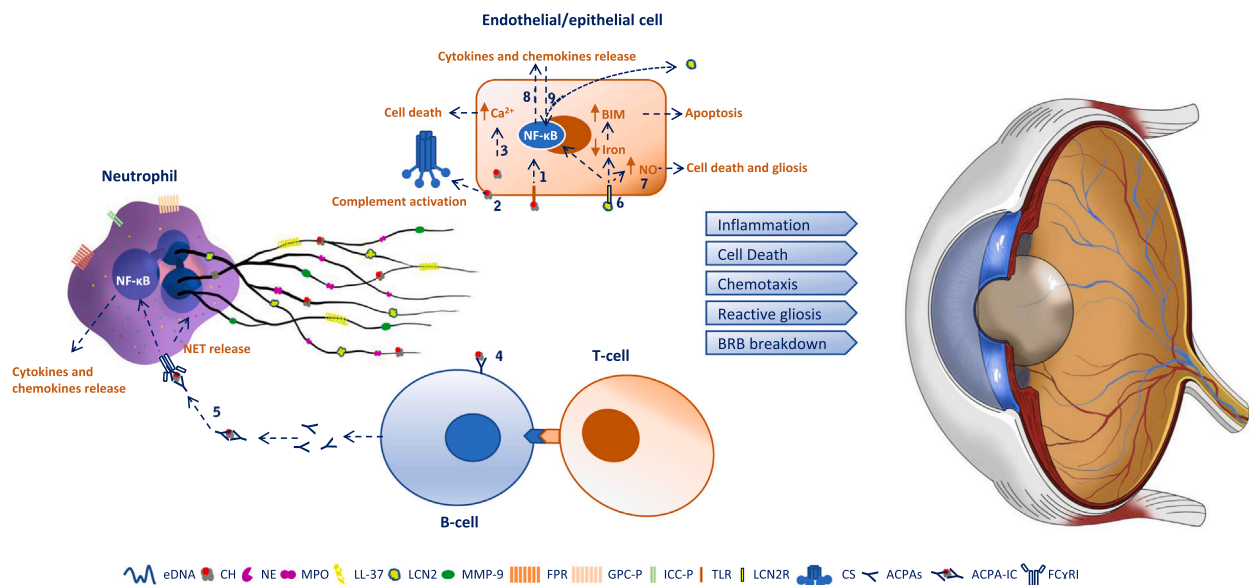 Endothelial/epithelial cell
Cytokines and chemokines release
8
9
Cell death
Ca²⁺
BIM
Apoptosis
NF-κB
3
Iron
1
NO
7
Cell death and gliosis
Complement activation
2
6
Neutrophil
NF-κB
NET release
Cytokines and
chemokines release
5
4
T-cell
B-cell
Inflammation
Cell Death
Chemotaxis
Reactive gliosis
BRB breakdown
eDNA CH NE MPO LL-37 LCN2 MMP-9 FPR GPC-P ICC-P TLR LCN2R CS ACPAs ACPA-IC FCγRI